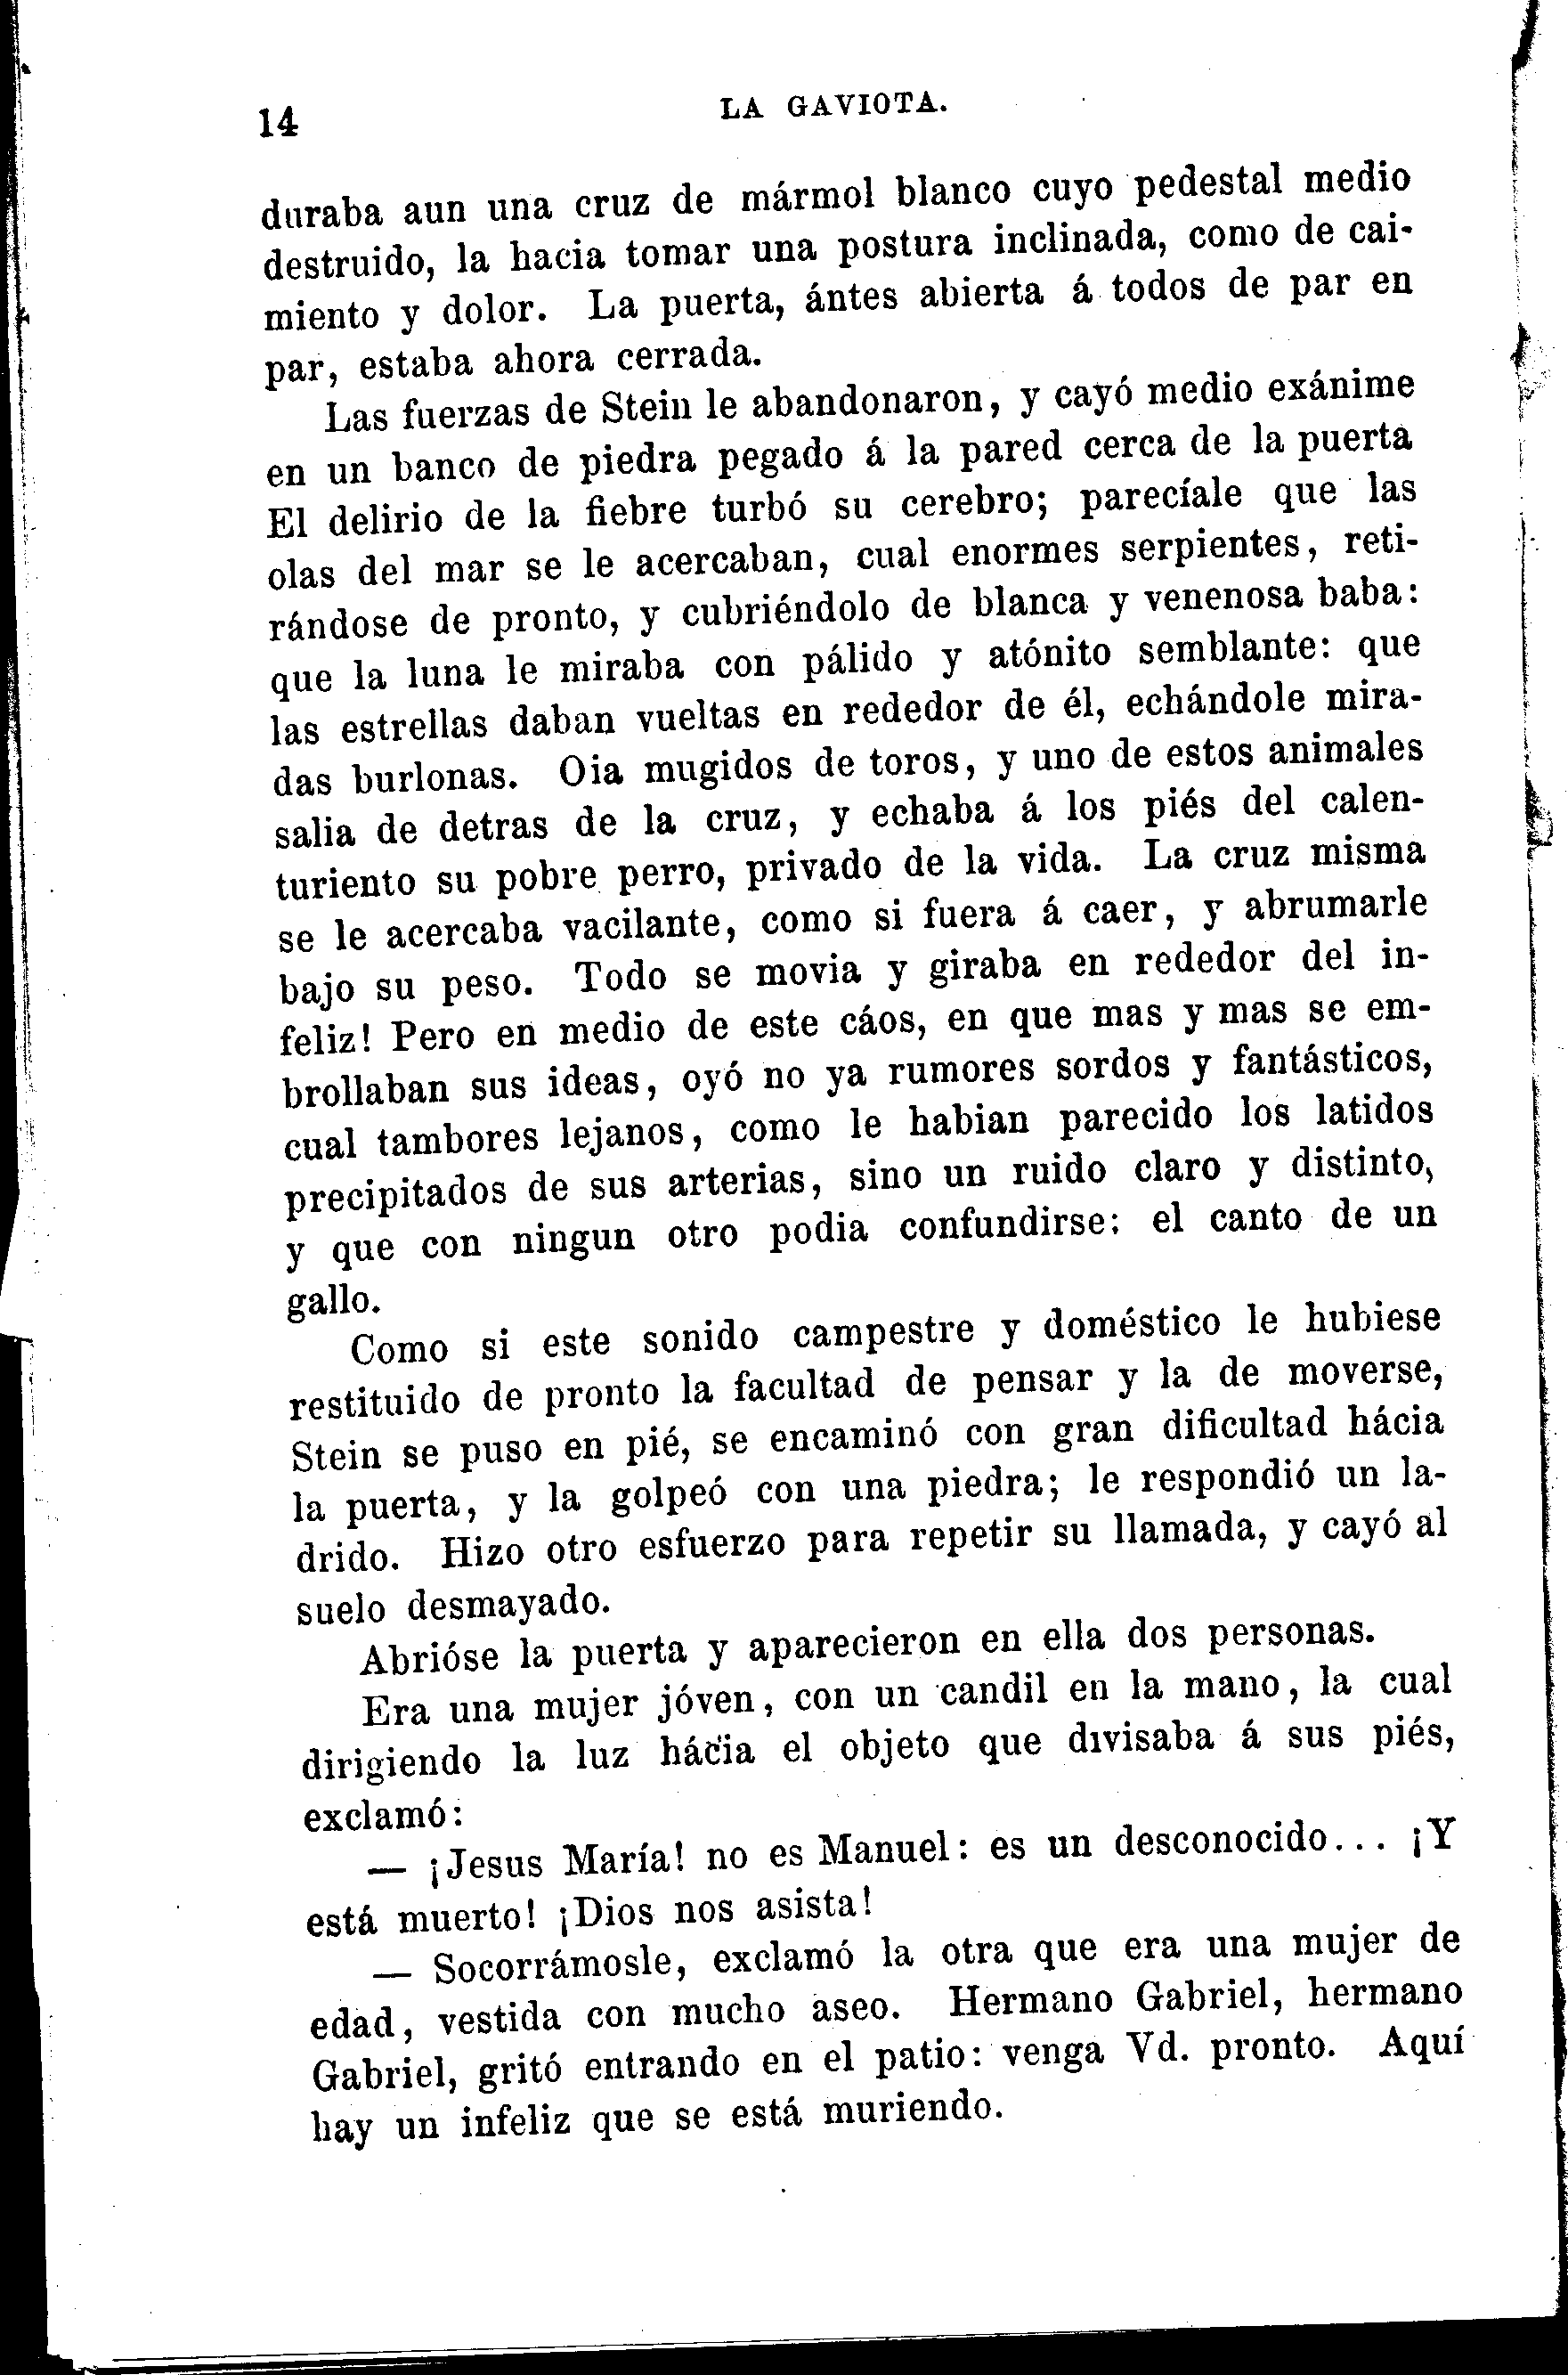 14
LA GAVIOTA.
duraba aun una cruz de mármol blanco cuyo pedestal medio
destruido, la hacia tomar una postura inclinada, como de cai-
miento y dolor. La puerta, ántes abierta á todos de par en
par, estaba ahora cerrada.
Las fuerzas de Stein le abandonaron, y cayó medio exánime
en un banco de piedra pegado á la pared cerca de la puerta
El delirio de la fiebre turbó su cerebro; parecíale que las
olas del mar se le acercaban, cual enormes serpientes, reti-
rándose de pronto, y cubriéndolo de blanca y venenosa baba:
que la luna le miraba con pálido y atónito semblante: que
las estrellas daban vueltas en rededor de él, echándole mira-
das burlonas. Oia mugidos de toros, y uno de estos animales
salia de detras de la cruz, y echaba á los piés del calen-
turiento su pobre perro, privado de la vida. La cruz misma
se le acercaba vacilante, como si fuera á caer, y abrumarle
bajo su peso. Todo se movia y giraba en rededor del in-
feliz! Pero en medio de este cáos, en que mas y mas se em-
brollaban sus ideas, oyó no ya rumores sordos y fantásticos,
cual tambores lejanos, como le habian parecido los latidos
precipitados de sus arterias, sino un ruido claro y distinto,
y que con ningun otro podia confundirse: el canto de un
gallo.
Como si este sonido campestre y doméstico le hubiese
restituido de pronto la facultad de pensar y la de moverse,
Stein se puso en pié, se encaminó con gran dificultad hácia
la puerta, y la golpeó con una piedra; le respondió un la-
drido. Hizo otro esfuerzo para repetir su llamada, y cayó al
suelo desmayado.
Abrióse la puerta y aparecieron en ella dos personas.
Era una mujer jóven, con un candil en la mano, la cual
dirigiendo la luz hácia el objeto que divisaba á sus piés,
exclamó:
— ¡Jesus María! no es Manuel: es un desconocido... ¡Y
está muerto! ¡Dios nos asista!
— Socorrámosle, exclamó la otra que era una mujer de
edad, vestida con mucho aseo. Hermano Gabriel, hermano
Gabriel, gritó entrando en el patio: venga Vd. pronto. Aquí
hay un infeliz que se está muriendo.